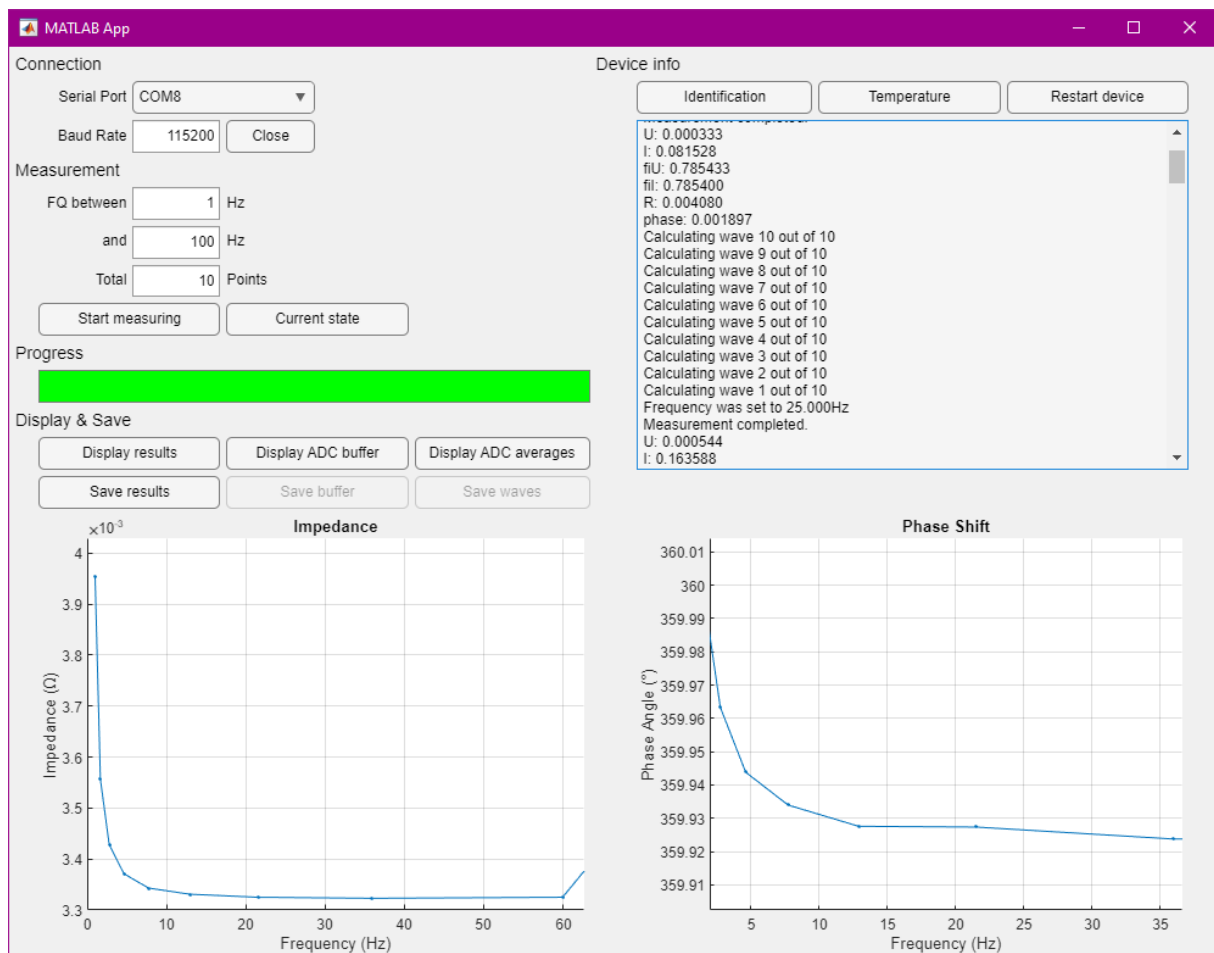 MATLAB App
Connection
Serial Port COM8
Baud Rate 115200 Close
Measurement
FQ between 1 Hz
and 100 Hz
Total 10 Points
Start measuring Current state
Progress
Display & Save
Display results Display ADC buffer Display ADC averages
Save results Save buffer Save waves
Device info
Identification Temperature Restart device
Measurement completed.
U: 0.000333
I: 0.081528
fiU: 0.785433
fiI: 0.785400
R: 0.004080
phase: 0.001897
Calculating wave 10 out of 10
Calculating wave 9 out of 10
Calculating wave 8 out of 10
Calculating wave 7 out of 10
Calculating wave 6 out of 10
Calculating wave 5 out of 10
Calculating wave 4 out of 10
Calculating wave 3 out of 10
Calculating wave 2 out of 10
Calculating wave 1 out of 10
Frequency was set to 25.000Hz
Measurement completed.
U: 0.000544
I: 0.163588
×10⁻³
Impedance
Impedance (Ω)
4
3.9
3.8
3.7
3.6
3.5
3.4
3.3
0 10 20 30 40 50 60
Frequency (Hz)
Phase Shift
Phase Angle (°)
360.01
360
359.99
359.98
359.97
359.96
359.95
359.94
359.93
359.92
359.91
5 10 15 20 25 30 35
Frequency (Hz)